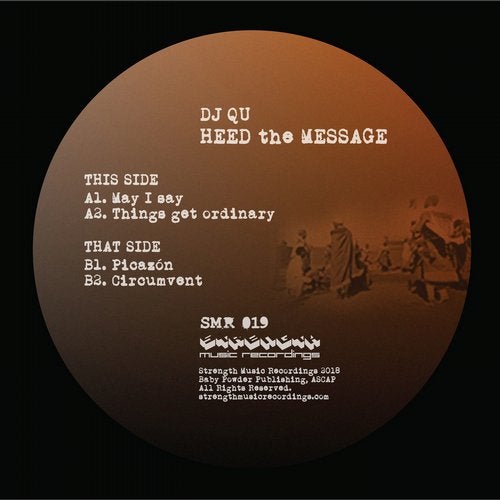 DJ QU
HEED the MESSAGE
THIS SIDE
A1. May I say
A2. Things get ordinary
THAT SIDE
B1. Picazón
B2. Circumvent
SMR 019
strength
music recordings
Strength Music Recordings 2018
Baby Powder Publishing, ASCAP
All Rights Reserved.
strengthmusicrecordings.com